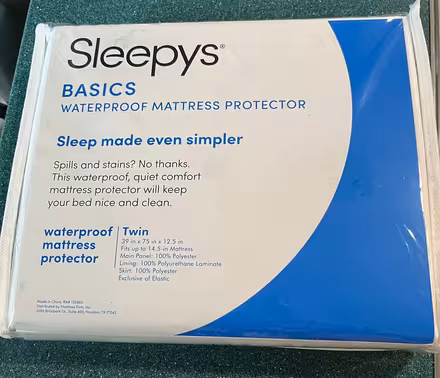 Sleepys®
BASICS
WATERPROOF MATTRESS PROTECTOR
Sleep made even simpler
Spills and stains? No thanks.
This waterproof, quiet comfort
mattress protector will keep
your bed nice and clean.
waterproof
mattress
protector
Twin
39 in x 75 in x 12.5 in
Fits up to 14.5 in Mattress
Main Panel: 100% Polyester
Lining: 100% Polyurethane Laminate
Skirt: 100% Polyester
Exclusive of Elastic
Made in China
Distributed by Mattress Firm, Inc.